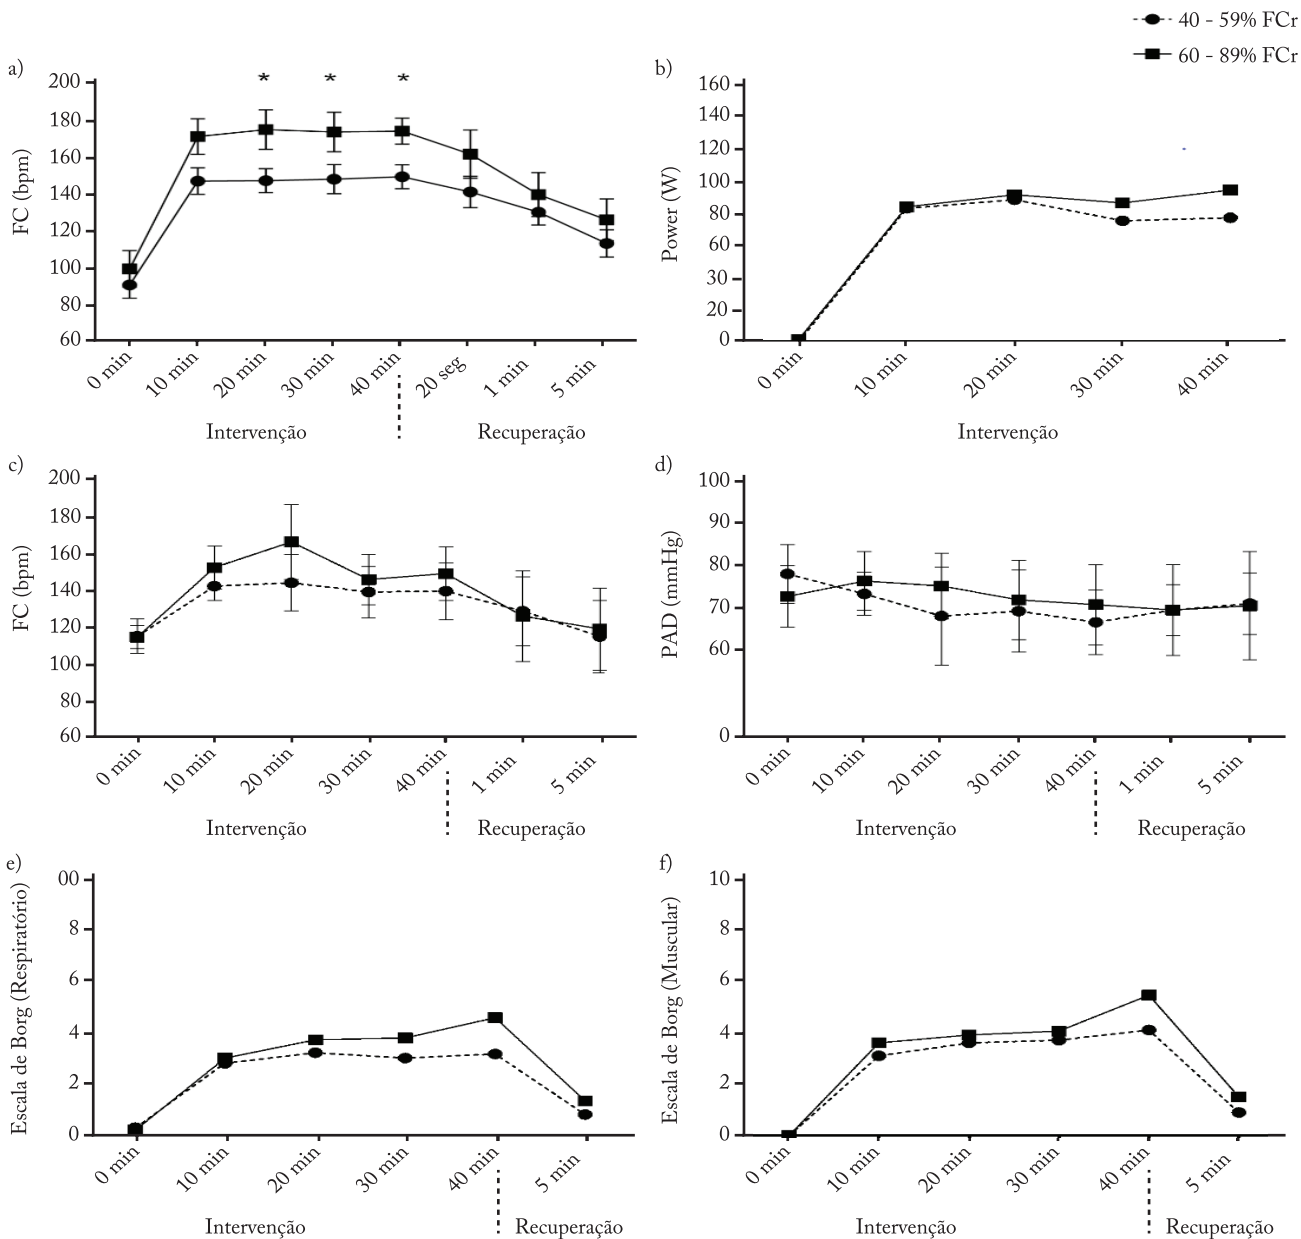 40 - 59% FCr
60 - 89% FCr
a)
FC (bpm)
200
180
160
140
120
100
80
60
* * *
0 min 10 min 20 min 30 min 40 min 20 seg 1 min 5 min
Intervenção Recuperação
b)
Power (W)
160
120
120
100
80
60
30
20
0
0 min 10 min 20 min 30 min 40 min
Intervenção
c)
FC (bpm)
200
180
160
140
120
100
80
60
0 min 10 min 20 min 30 min 40 min 1 min 5 min
Intervenção Recuperação
d)
PAD (mmHg)
100
90
80
70
60
0
0 min 10 min 20 min 30 min 40 min 1 min 5 min
Intervenção Recuperação
e)
Escala de Borg (Respiratório)
00
8
6
4
2
0
0 min 10 min 20 min 30 min 40 min 5 min
Intervenção Recuperação
f)
Escala de Borg (Muscular)
10
8
6
4
2
0
0 min 10 min 20 min 30 min 40 min 5 min
Intervenção Recuperação